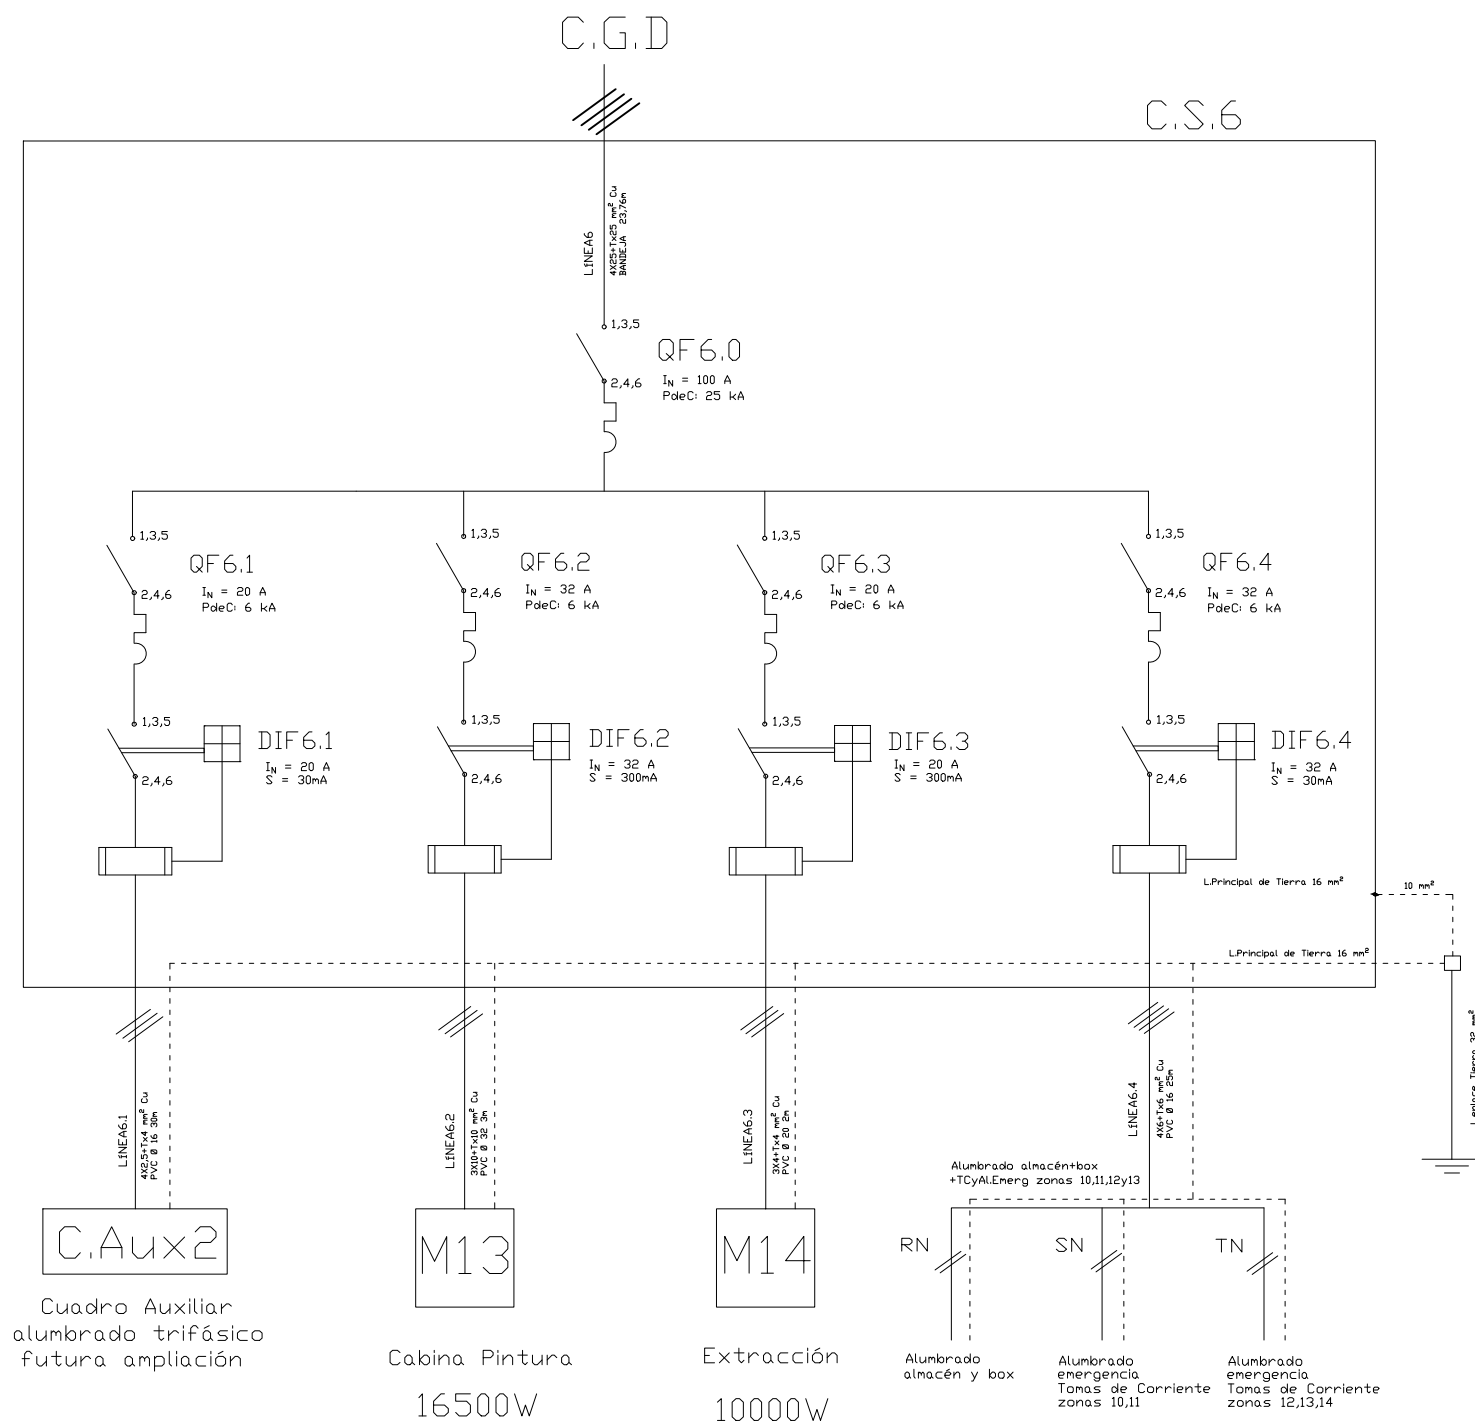 C.G.D
C.S.6
LíNEA6
4X25+Tx25 mm² Cu
BANDEJA 23,76m
1,3,5
QF6.0
2,4,6
I_N = 100 A
PdeC: 25 kA
1,3,5
QF6.1
2,4,6
I_N = 20 A
PdeC: 6 kA
1,3,5
QF6.2
2,4,6
I_N = 32 A
PdeC: 6 kA
1,3,5
QF6.3
2,4,6
I_N = 20 A
PdeC: 6 kA
1,3,5
QF6.4
2,4,6
I_N = 32 A
PdeC: 6 kA
1,3,5
DIF6.1
2,4,6
I_N = 20 A
S = 30mA
1,3,5
DIF6.2
2,4,6
I_N = 32 A
S = 300mA
1,3,5
DIF6.3
2,4,6
I_N = 20 A
S = 300mA
1,3,5
DIF6.4
2,4,6
I_N = 32 A
S = 30mA
L.Principal de Tierra 16 mm²
10 mm²
L.Principal de Tierra 16 mm²
L.enlace Tierra 32 mm²
LíNEA6.1
4X2,5+Tx4 mm² Cu
PVC Ø 16 30m
LíNEA6.2
3X10+Tx10 mm² Cu
PVC Ø 32 3m
LíNEA6.3
3X4+Tx4 mm² Cu
PVC Ø 20 2m
LíNEA6.4
4X6+Tx6 mm² Cu
PVC Ø 16 25m
Alumbrado almacén+box
+TCyAl.Emerg zonas 10,11,12y13
C.Aux2
M13
M14
RN
SN
TN
Cuadro Auxiliar
alumbrado trifásico
futura ampliación
Cabina Pintura
16500W
Extracción
10000W
Alumbrado
almacén y box
Alumbrado
emergencia
Tomas de Corriente
zonas 10,11
Alumbrado
emergencia
Tomas de Corriente
zonas 12,13,14